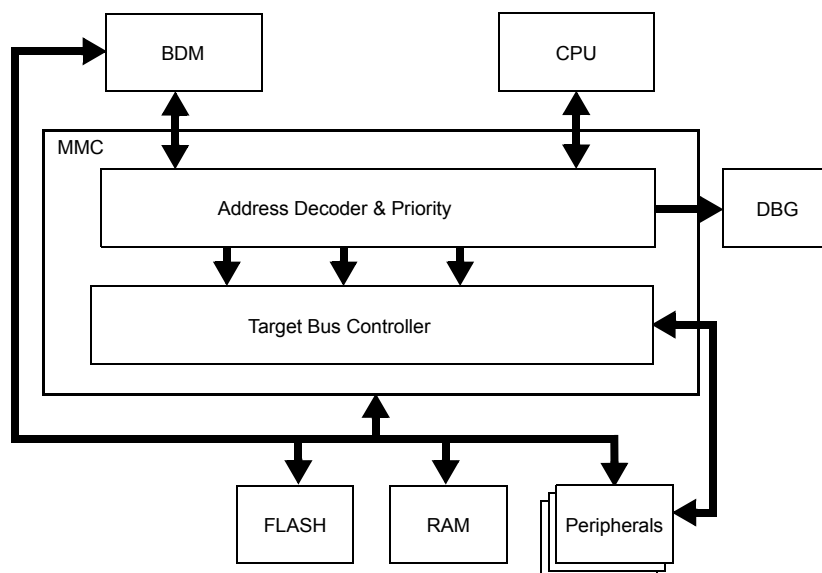 BDM
CPU
MMC
Address Decoder & Priority
DBG
Target Bus Controller
FLASH
RAM
Peripherals